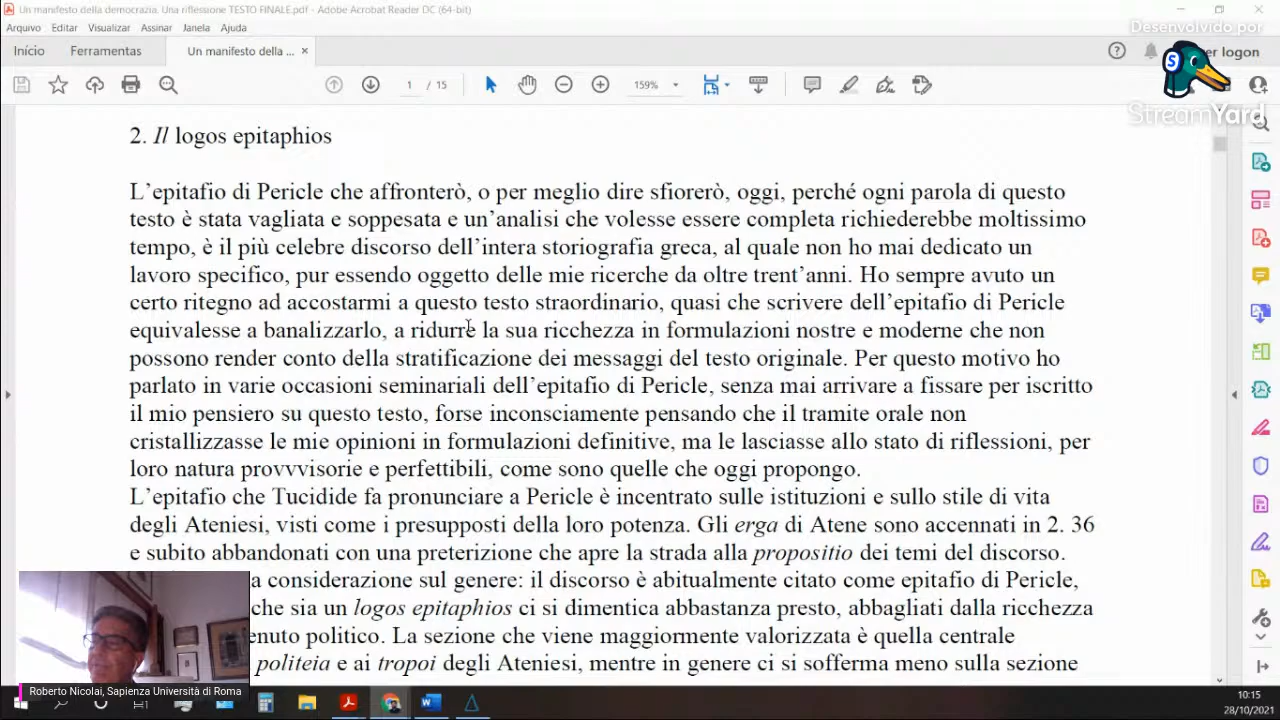 Un manifesto della democrazia. Una riflessione TESTO FINALE.pdf - Adobe Acrobat Reader DC (64-bit)
Desenvolvido por
Arquivo Editar Visualizar Assinar Janela Ajuda
Início Ferramentas Un manifesto della ... × logon
1 / 15 159%
StreamYard
2. Il logos epitaphios
L’epitafio di Pericle che affronterò, o per meglio dire sfiorerò, oggi, perché ogni parola di questo
testo è stata vagliata e soppesata e un’analisi che volesse essere completa richiederebbe moltissimo
tempo, è il più celebre discorso dell’intera storiografia greca, al quale non ho mai dedicato un
lavoro specifico, pur essendo oggetto delle mie ricerche da oltre trent’anni. Ho sempre avuto un
certo ritegno ad accostarmi a questo testo straordinario, quasi che scrivere dell’epitafio di Pericle
equivalesse a banalizzarlo, a ridurre la sua ricchezza in formulazioni nostre e moderne che non
possono render conto della stratificazione dei messaggi del testo originale. Per questo motivo ho
parlato in varie occasioni seminariali dell’epitafio di Pericle, senza mai arrivare a fissare per iscritto
il mio pensiero su questo testo, forse inconsciamente pensando che il tramite orale non
cristallizzasse le mie opinioni in formulazioni definitive, ma le lasciasse allo stato di riflessioni, per
loro natura provvvisorie e perfettibili, come sono quelle che oggi propongo.
L’epitafio che Tucidide fa pronunciare a Pericle è incentrato sulle istituzioni e sullo stile di vita
degli Ateniesi, visti come i presupposti della loro potenza. Gli erga di Atene sono accennati in 2. 36
e subito abbandonati con una preterizione che apre la strada alla propositio dei temi del discorso.
a considerazione sul genere: il discorso è abitualmente citato come epitafio di Pericle,
che sia un logos epitaphios ci si dimentica abbastanza presto, abbagliati dalla ricchezza
enuto politico. La sezione che viene maggiormente valorizzata è quella centrale
politeia e ai tropoi degli Ateniesi, mentre in genere ci si sofferma meno sulla sezione
Roberto Nicolai, Sapienza Università di Roma
10:15
28/10/2021